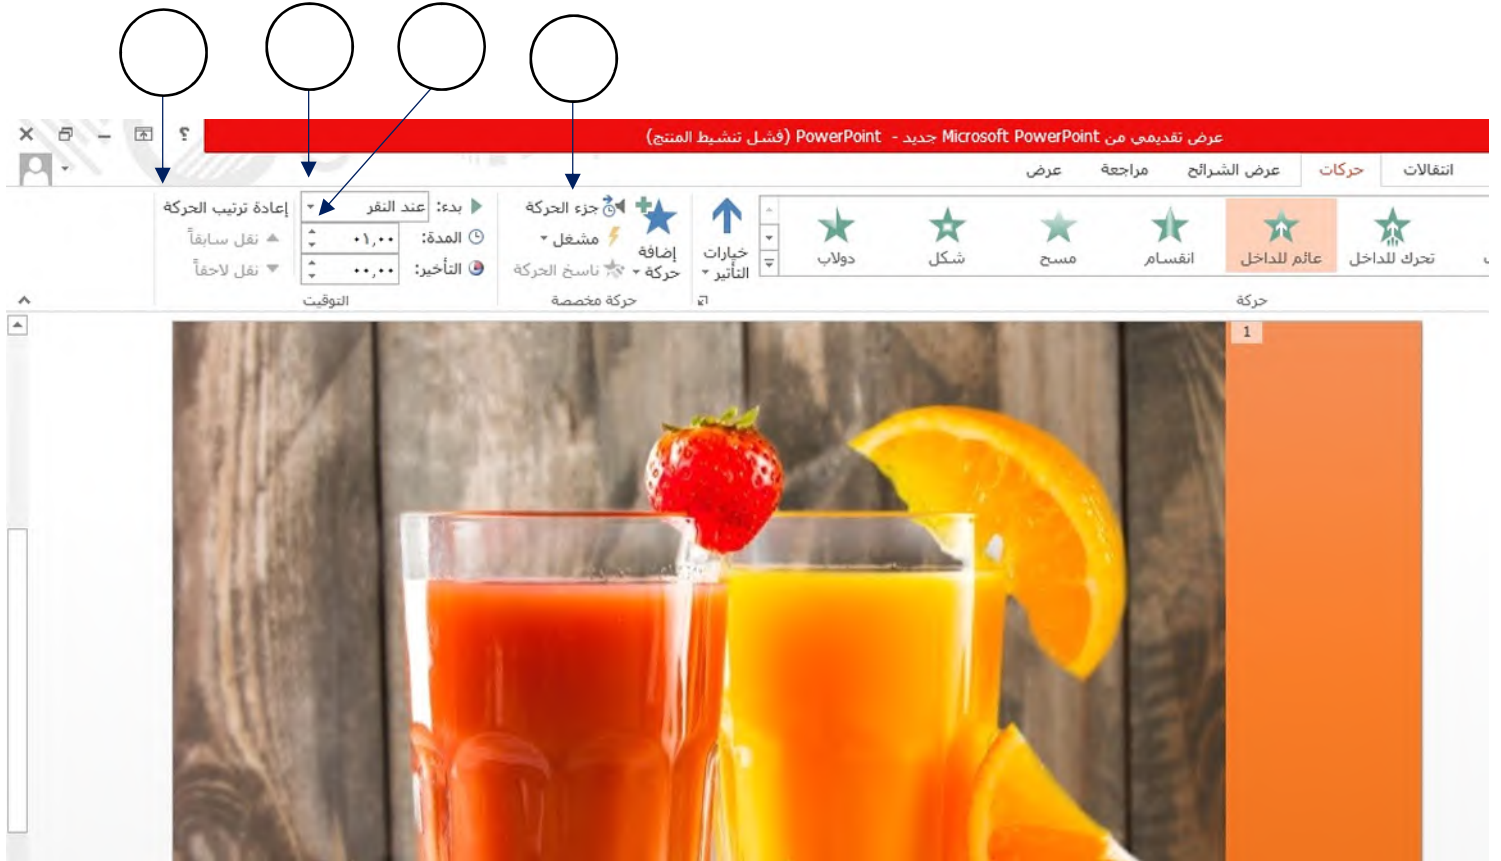 عرض تقديمي من Microsoft PowerPoint جديد - PowerPoint (فشل تنشيط المنتج)
?
انتقالات حركات عرض الشرائح مراجعة عرض
تحرك للداخل
عائم للداخل
انقسام
مسح
شكل
دولاب
حركة
خيارات
التأثير
إضافة
حركة
جزء الحركة
مشغل
ناسخ الحركة
حركة مخصصة
بدء: عند النقر
المدة: ٠١,٠٠
التأخير: ٠٠,٠٠
التوقيت
إعادة ترتيب الحركة
نقل سابقاً
نقل لاحقاً
1